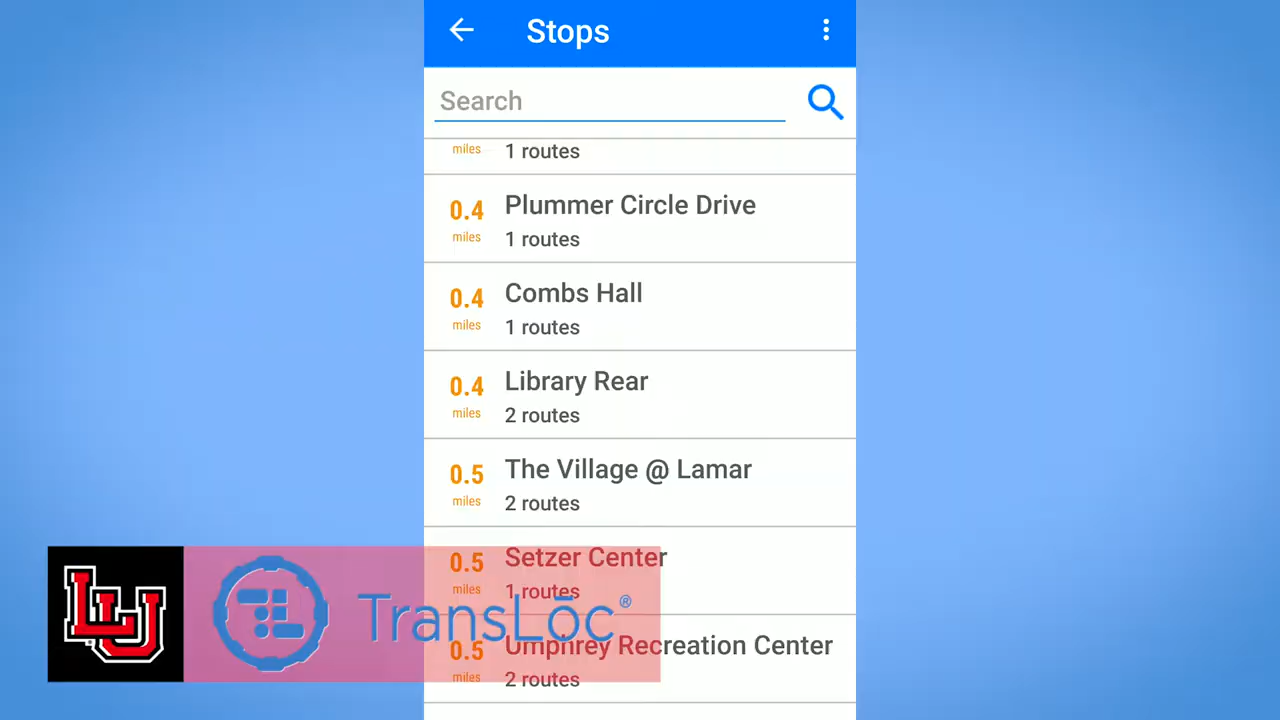 Stops
Search
miles
1 routes
0.4
miles
Plummer Circle Drive
1 routes
0.4
miles
Combs Hall
1 routes
0.4
miles
Library Rear
2 routes
0.5
miles
The Village @ Lamar
2 routes
0.5
miles
Setzer Center
1 routes
0.5
miles
Umphrey Recreation Center
2 routes
LU
TransLōc®